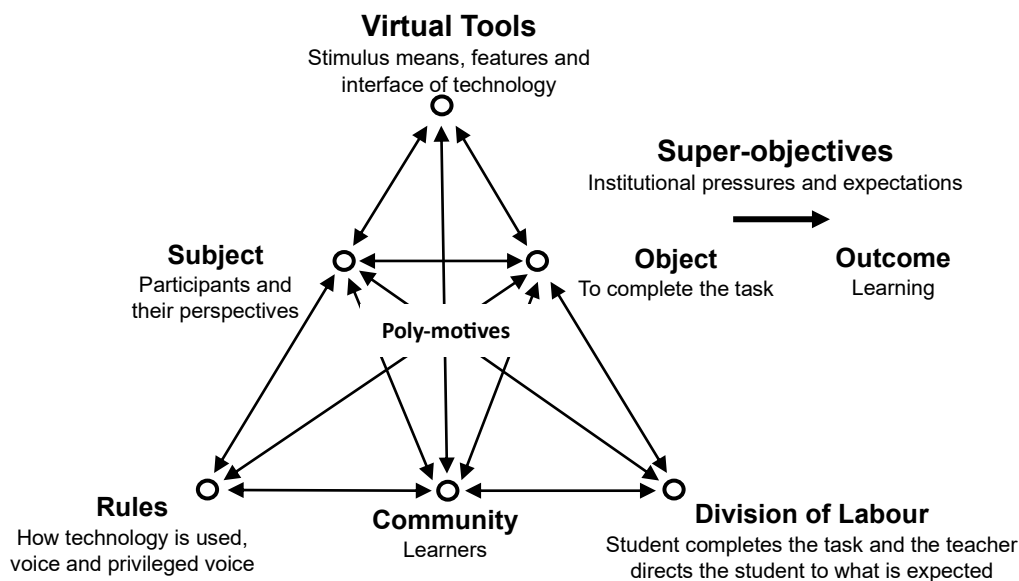 Virtual Tools
Stimulus means, features and
interface of technology
Super-objectives
Institutional pressures and expectations
Subject
Participants and
their perspectives
Object
To complete the task
Outcome
Learning
Poly-motives
Rules
How technology is used,
voice and privileged voice
Community
Learners
Division of Labour
Student completes the task and the teacher
directs the student to what is expected